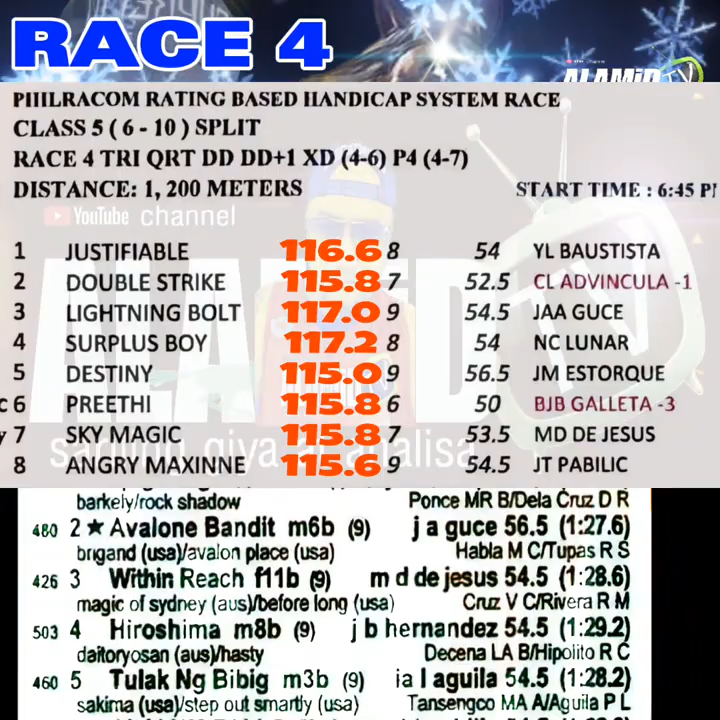 RACE 4
ALAMiD TV
PHILRACOM RATING BASED HANDICAP SYSTEM RACE
CLASS 5 ( 6 - 10 ) SPLIT
RACE 4 TRI QRT DD DD+1 XD (4-6) P4 (4-7)
DISTANCE: 1, 200 METERS START TIME : 6:45 P
YouTube channel
1 JUSTIFIABLE 116.6 8 54 YL BAUSTISTA
2 DOUBLE STRIKE 115.8 7 52.5 CL ADVINCULA -1
3 LIGHTNING BOLT 117.0 9 54.5 JAA GUCE
4 SURPLUS BOY 117.2 8 54 NC LUNAR
5 DESTINY 115.0 9 56.5 JM ESTORQUE
c 6 PREETHI 115.8 6 50 BJB GALLETA -3
7 SKY MAGIC 115.8 7 53.5 MD DE JESUS
8 ANGRY MAXINNE 115.6 9 54.5 JT PABILIC
ALAMiD TV
barkely/rock shadow Ponce MR B/Dela Cruz D R
480 2 ★ Avalone Bandit m6b (9) j a guce 56.5 (1:27.6)
brigand (usa)/avalon place (usa) Habla M C/Tupas R S
426 3 Within Reach f11b (9) m d de jesus 54.5 (1:28.6)
magic of sydney (aus)/before long (usa) Cruz V C/Rivera R M
503 4 Hiroshima m8b (9) j b hernandez 54.5 (1:29.2)
daitoryosan (aus)/hasty Decena LA B/Hipolito R C
460 5 Tulak Ng Bibig m3b (9) ia l aguila 54.5 (1:28.2)
sakima (usa)/step out smartly (usa) Tansengco MA A/Aguila P L